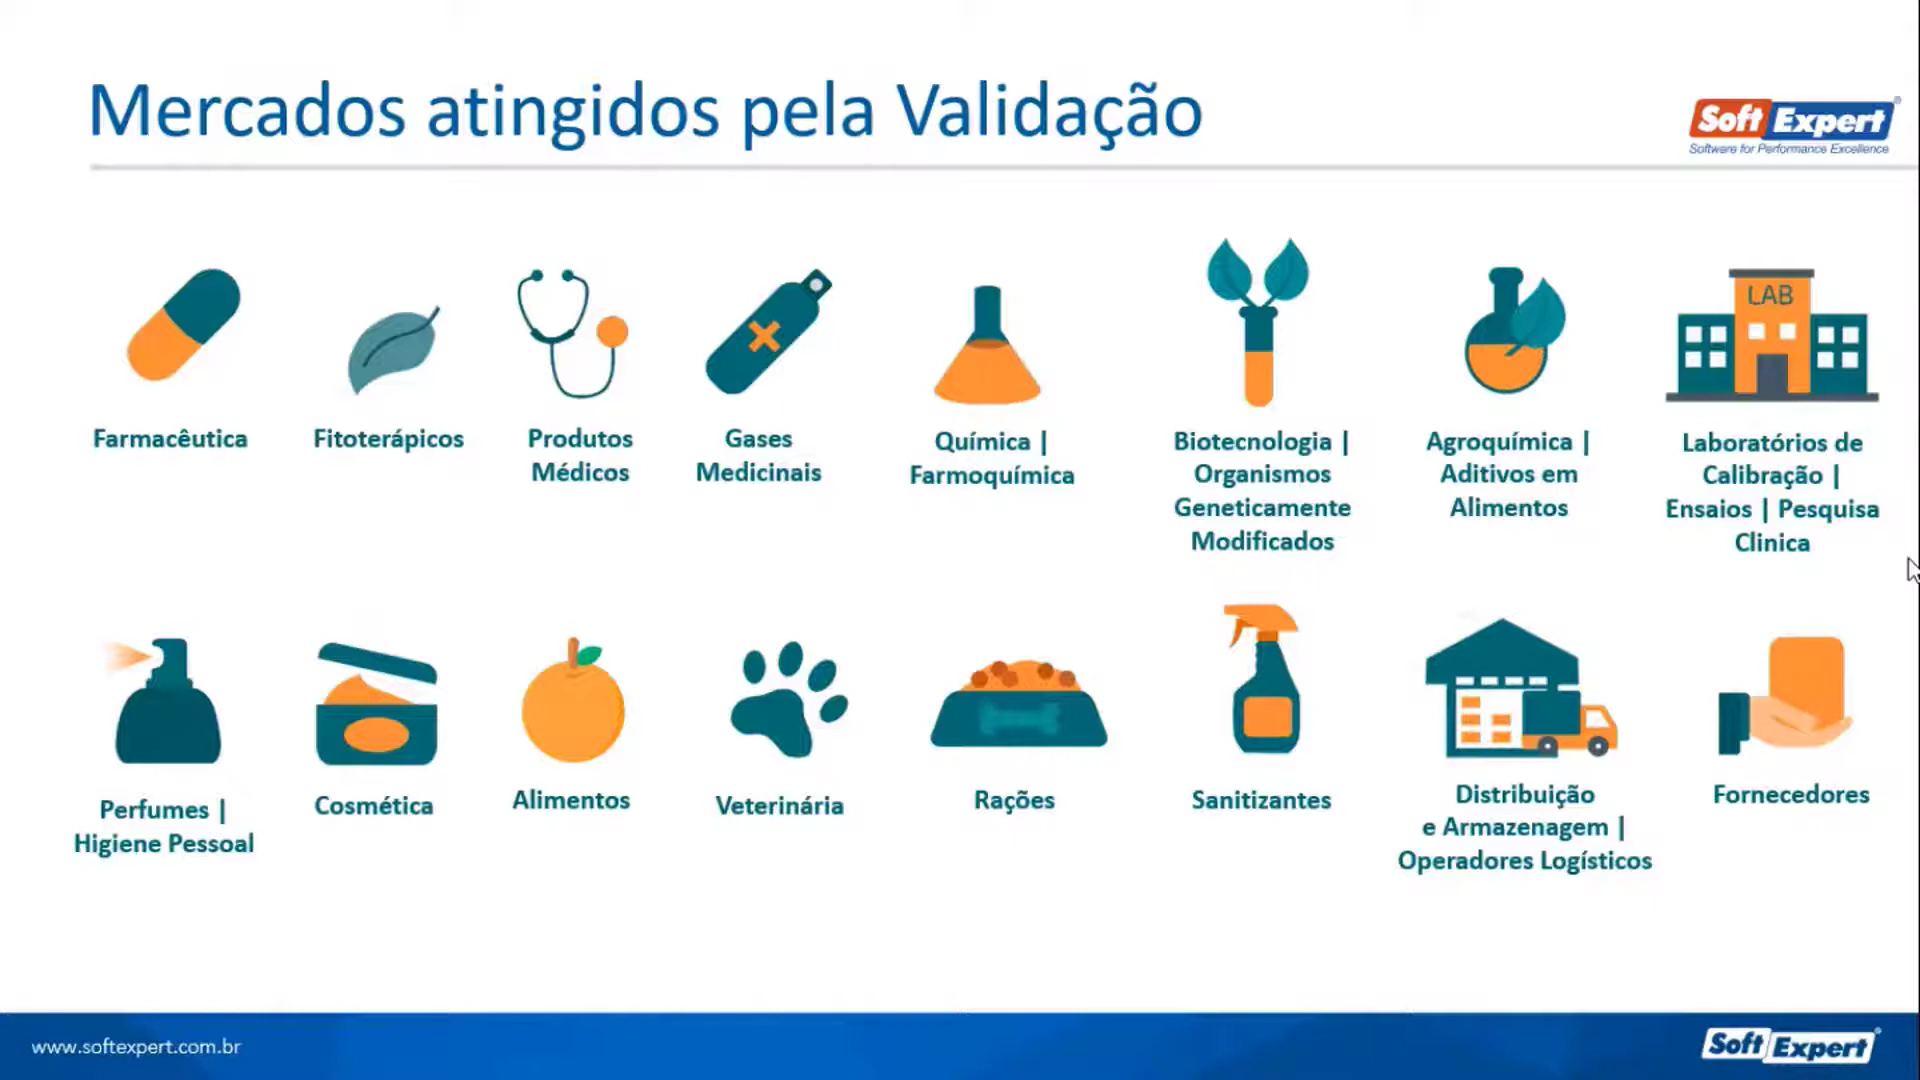 Mercados atingidos pela Validação
Soft Expert®
Software for Performance Excellence
LAB
Farmacêutica
Fitoterápicos
Produtos
Médicos
Gases
Medicinais
Química |
Farmoquímica
Biotecnologia |
Organismos
Geneticamente
Modificados
Agroquímica |
Aditivos em
Alimentos
Laboratórios de
Calibração |
Ensaios | Pesquisa
Clinica
Perfumes |
Higiene Pessoal
Cosmética
Alimentos
Veterinária
Rações
Sanitizantes
Distribuição
e Armazenagem |
Operadores Logísticos
Fornecedores
www.softexpert.com.br
Soft Expert®